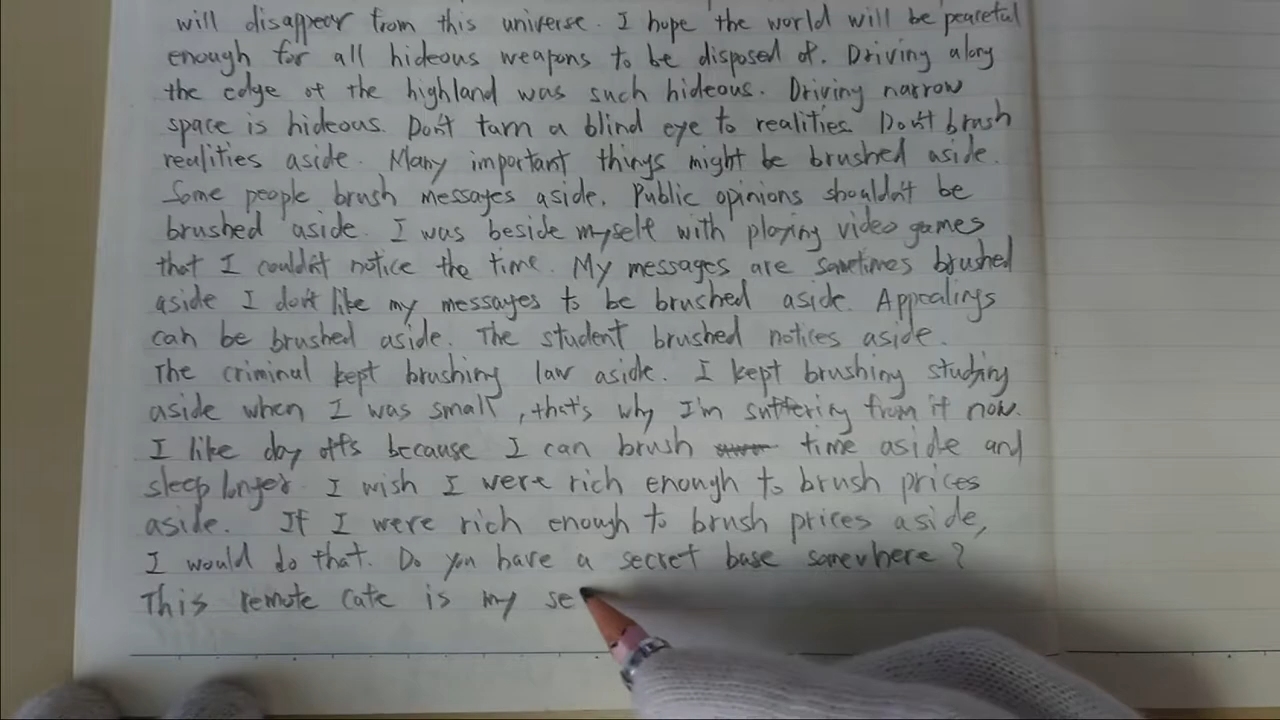 will disappear from this universe. I hope the world will be peaceful
enough for all hideous weapons to be disposed of. Driving along
the edge of the highland was such hideous. Driving narrow
space is hideous. Don't turn a blind eye to realities. Don't brush
realities aside. Many important things might be brushed aside.
Some people brush messages aside. Public opinions shouldn't be
brushed aside. I was beside myself with playing video games
that I couldn't notice the time. My messages are sometimes brushed
aside I don't like my messages to be brushed aside. Appealings
can be brushed aside. The student brushed notices aside.
The criminal kept brushing law aside. I kept brushing studying
aside when I was small, that's why I'm suffering from it now.
I like day offs because I can brush time aside and
sleep longer. I wish I were rich enough to brush prices
aside. If I were rich enough to brush prices aside,
I would do that. Do you have a secret base somewhere?
This remote cafe is my se